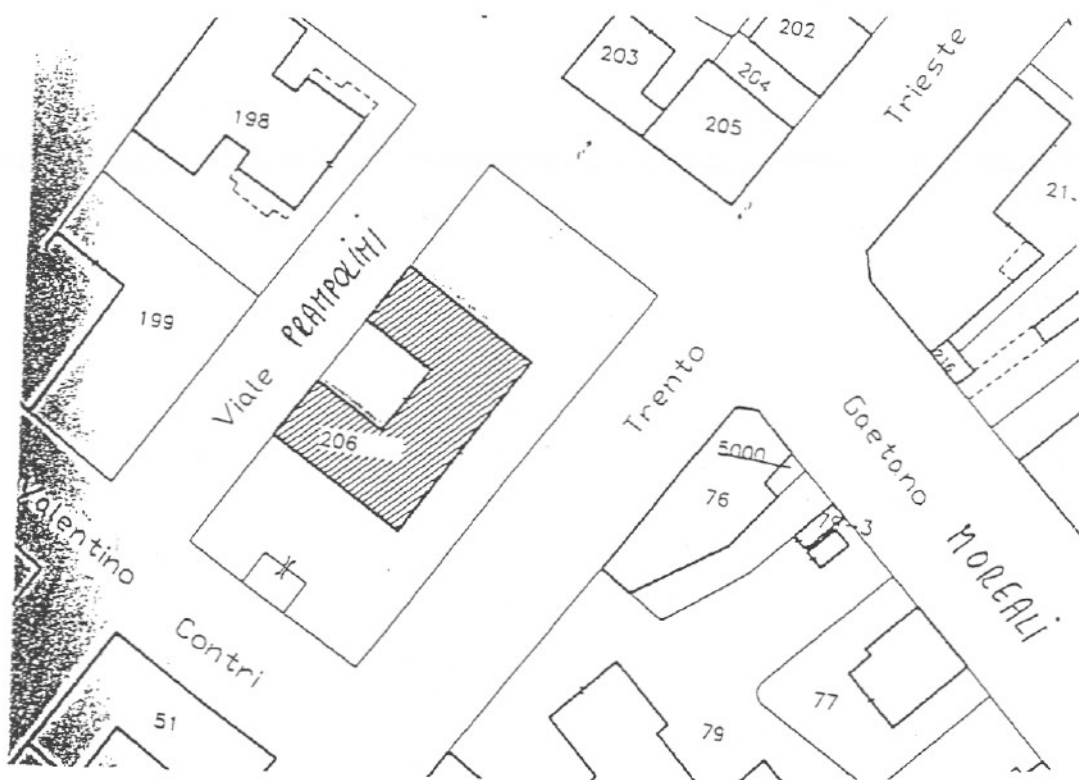 202
203
204
205
Trieste
198
21
199
Viale PRAMPOLINI
206
Trento
Gaetano MOREALI
5000
76
Valentino Contri
51
79
77